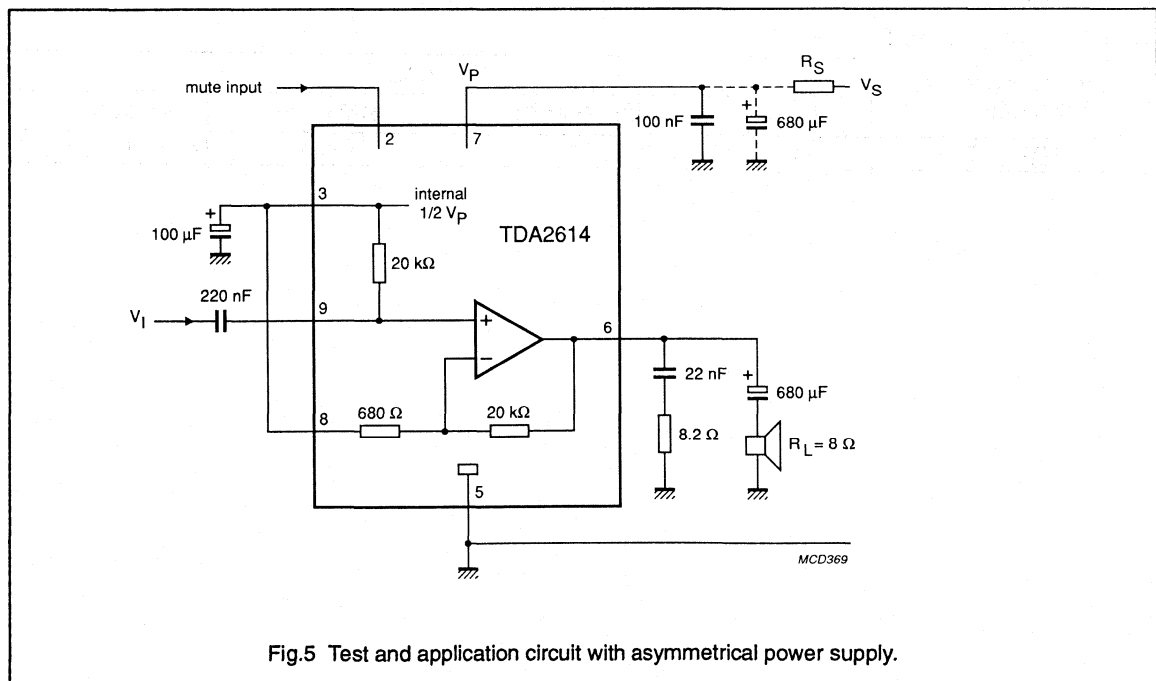 R_S
V_P
V_S
mute input
2
7
100 nF
+
680 µF
3
internal
1/2 V_P
+
TDA2614
100 µF
20 kΩ
220 nF
V_I
9
+
6
−
22 nF
+
680 µF
8
680 Ω
20 kΩ
8.2 Ω
R_L = 8 Ω
5
MCD369
Fig.5 Test and application circuit with asymmetrical power supply.